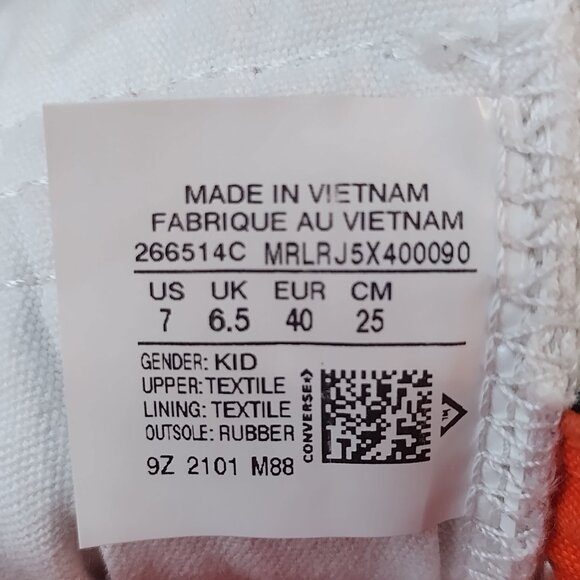 MADE IN VIETNAM
FABRIQUE AU VIETNAM
266514C MRLRJ5X400090
US UK EUR CM
7 6.5 40 25
GENDER: KID
UPPER: TEXTILE
LINING: TEXTILE
OUTSOLE: RUBBER
9Z 2101 M88
CONVERSE
TM